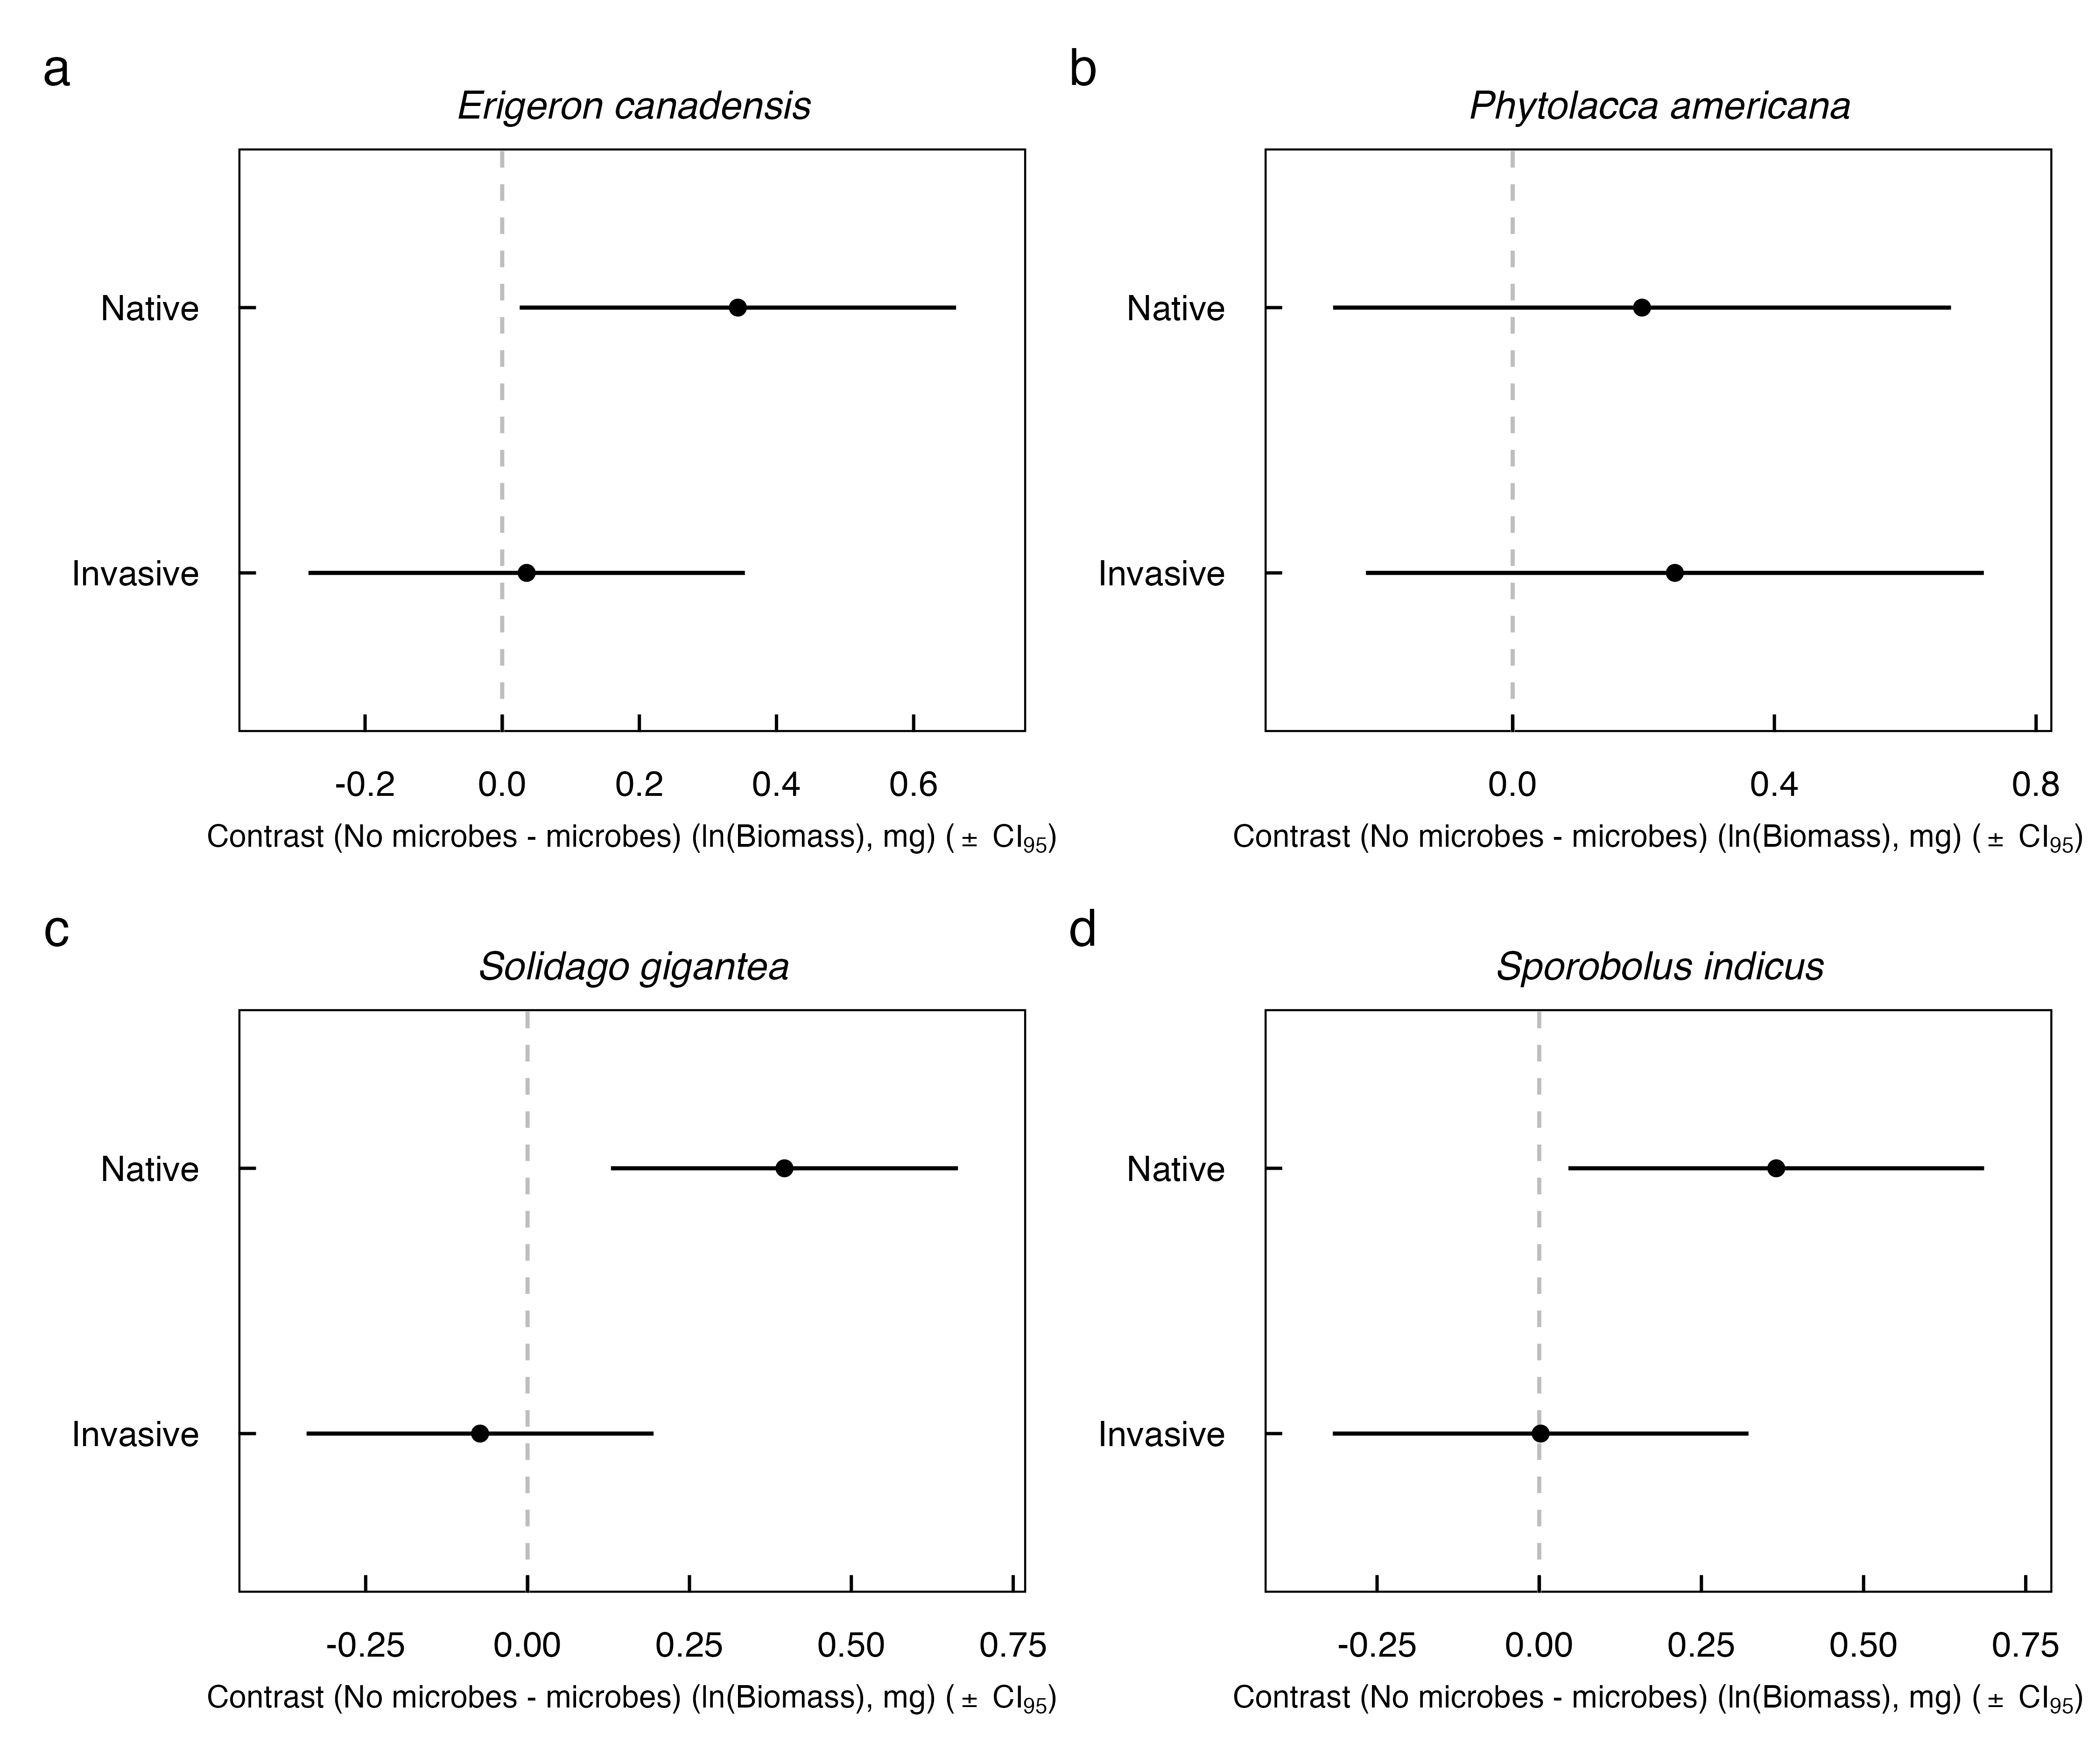 a
Erigeron canadensis
Native
Invasive
-0.2 0.0 0.2 0.4 0.6
Contrast (No microbes - microbes) (ln(Biomass), mg) ( ± CI95)
b
Phytolacca americana
Native
Invasive
0.0 0.4 0.8
Contrast (No microbes - microbes) (ln(Biomass), mg) ( ± CI95)
c
Solidago gigantea
Native
Invasive
-0.25 0.00 0.25 0.50 0.75
Contrast (No microbes - microbes) (ln(Biomass), mg) ( ± CI95)
d
Sporobolus indicus
Native
Invasive
-0.25 0.00 0.25 0.50 0.75
Contrast (No microbes - microbes) (ln(Biomass), mg) ( ± CI95)